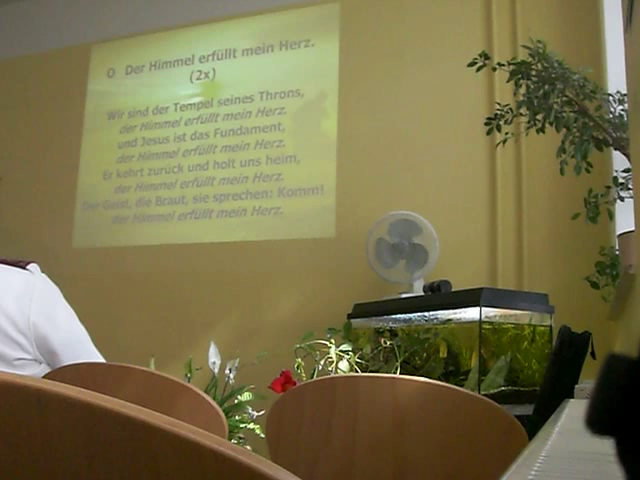 O Der Himmel erfüllt mein Herz.
(2x)
Wir sind der Tempel seines Throns,
der Himmel erfüllt mein Herz.
und Jesus ist das Fundament,
der Himmel erfüllt mein Herz.
Er kehrt zurück und holt uns heim,
der Himmel erfüllt mein Herz.
Der Geist, die Braut, sie sprechen: Komm!
der Himmel erfüllt mein Herz.